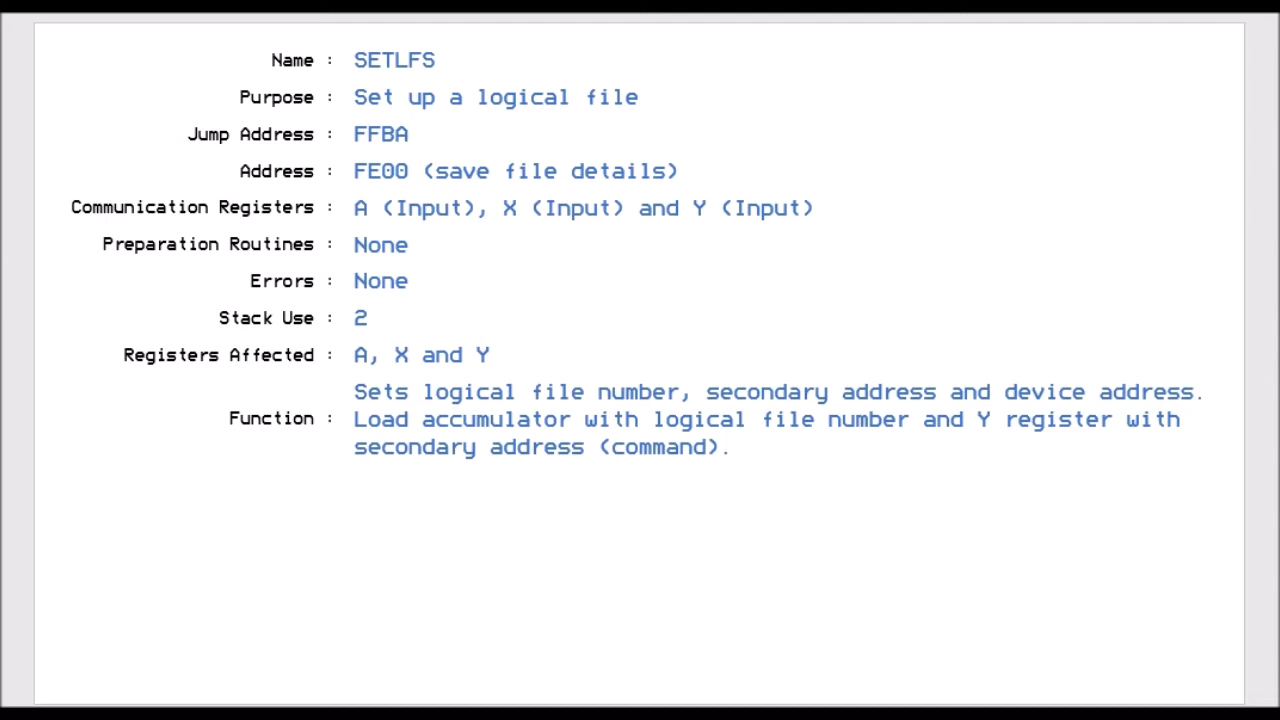 Name : SETLFS
Purpose : Set up a logical file
Jump Address : FFBA
Address : FE00 (save file details)
Communication Registers : A (Input), X (Input) and Y (Input)
Preparation Routines : None
Errors : None
Stack Use : 2
Registers Affected : A, X and Y
Sets logical file number, secondary address and device address.
Function : Load accumulator with logical file number and Y register with
secondary address (command).